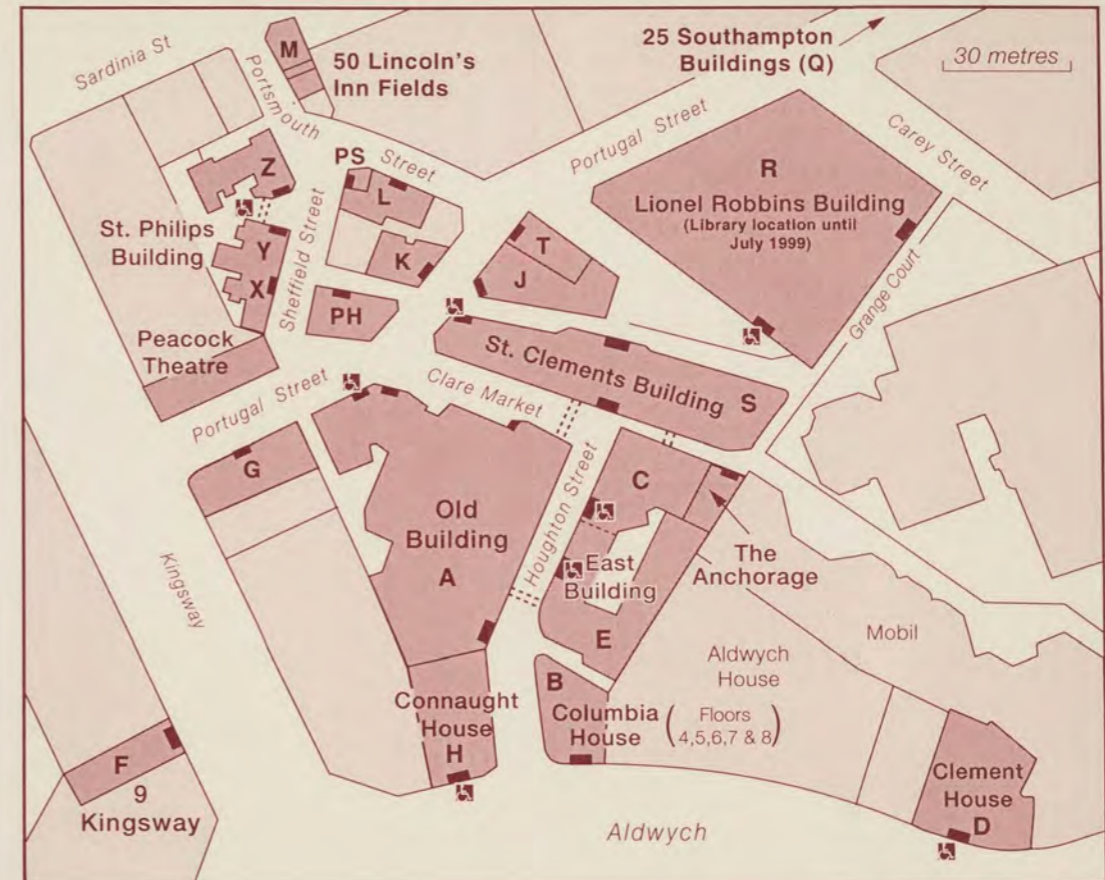 Sardinia St
M
50 Lincoln's
Inn Fields
25 Southampton
Buildings (Q)
30 metres
Portsmouth
Street
Portugal Street
Carey Street
PS
Z
L
R
Lionel Robbins Building
(Library location until
July 1999)
St. Philips
Building
Y
X
Sheffield Street
K
T
J
Grange Court
PH
Peacock
Theatre
St. Clements Building S
Portugal Street
Clare Market
G
C
Houghton Street
Old
Building
A
The
Anchorage
East
Building
E
Kingsway
Mobil
Aldwych
House
B
Columbia
House
(Floors
4,5,6,7 & 8)
Connaught
House
H
F
9
Kingsway
Clement
House
D
Aldwych